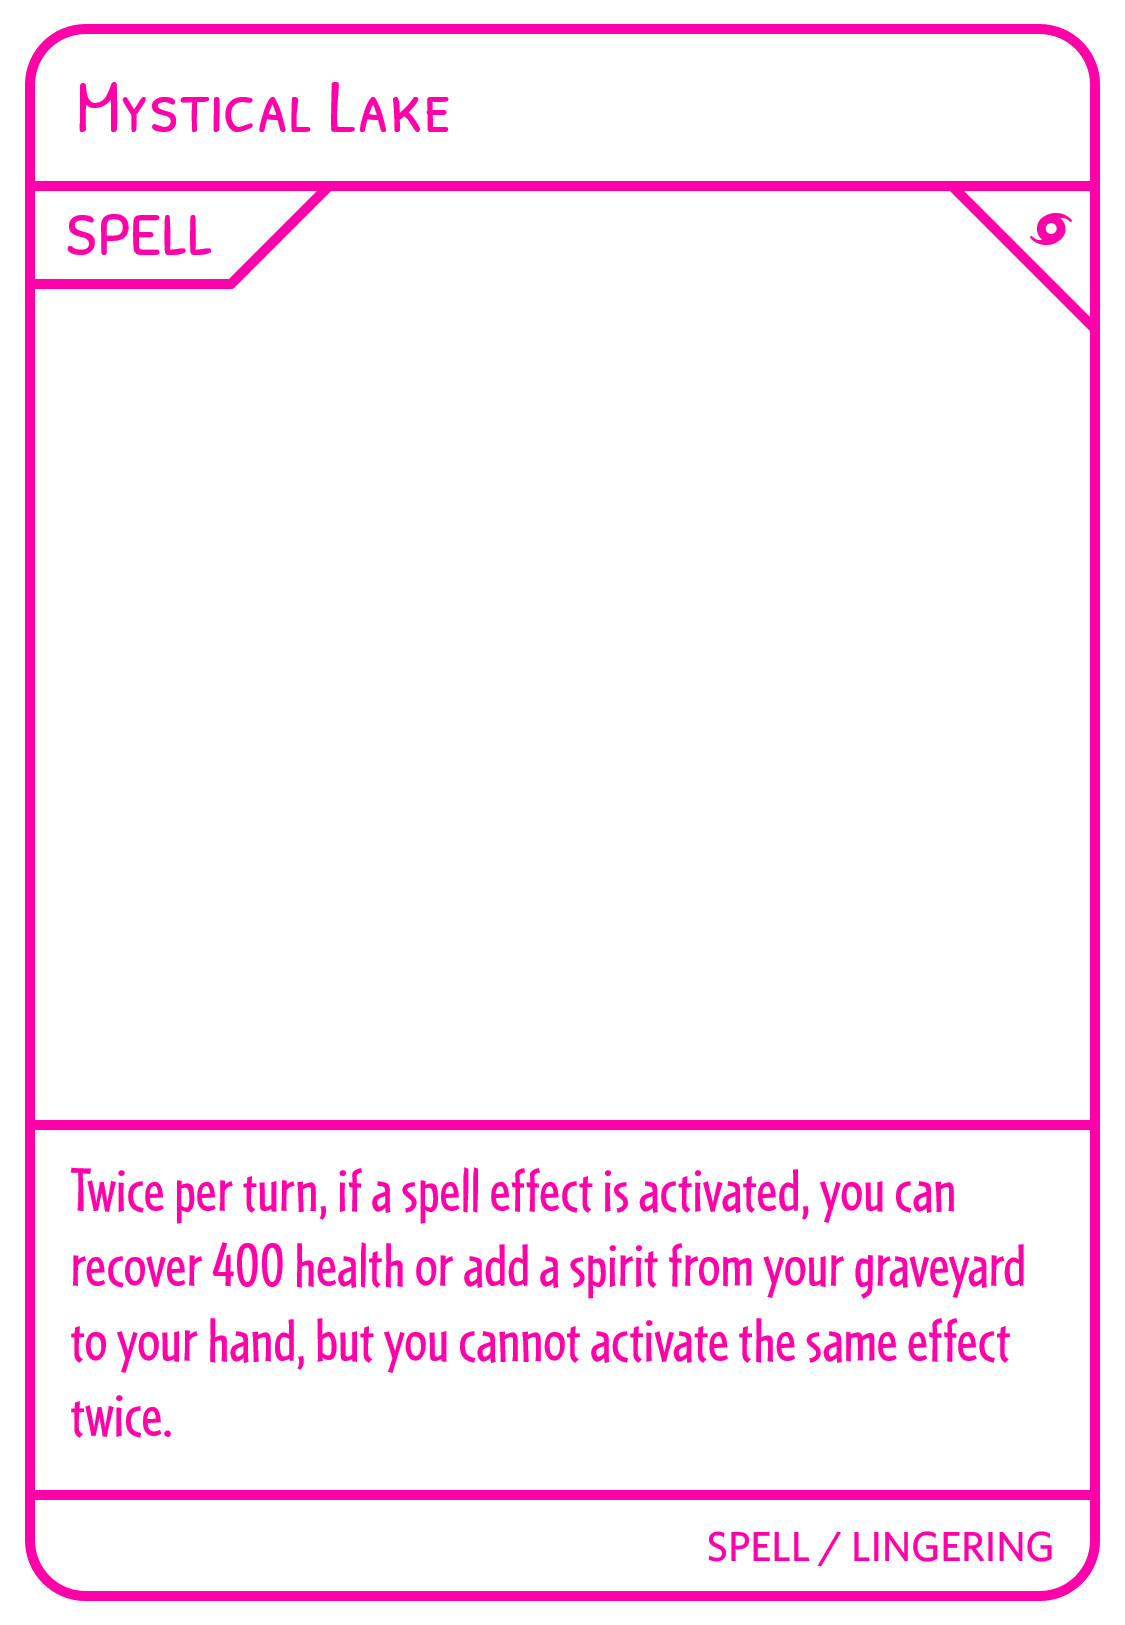 Mystical Lake
SPELL
Twice per turn, if a spell effect is activated, you can
recover 400 health or add a spirit from your graveyard
to your hand, but you cannot activate the same effect
twice.
SPELL / LINGERING